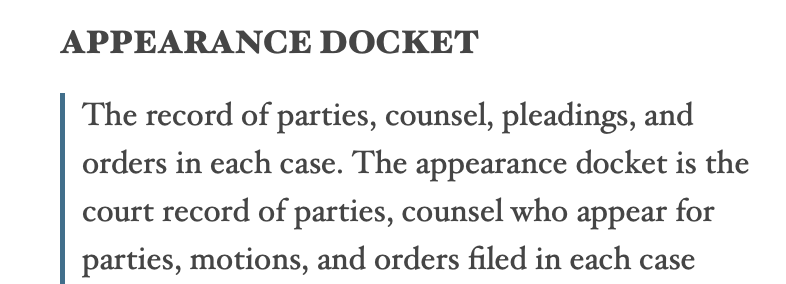 APPEARANCE DOCKET
The record of parties, counsel, pleadings, and
orders in each case. The appearance docket is the
court record of parties, counsel who appear for
parties, motions, and orders filed in each case